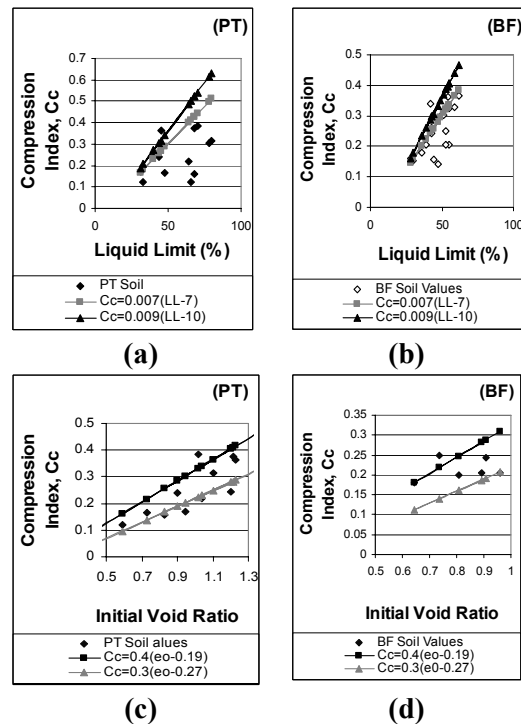 (PT)
Compression
Index, Cc
0.7
0.6
0.5
0.4
0.3
0.2
0.1
0
0 50 100
Liquid Limit (%)
PT Soil
Cc=0.007(LL-7)
Cc=0.009(LL-10)
(a)
(BF)
Compression
Index, Cc
0.5
0.4
0.3
0.2
0.1
0
0 50 100
Liquid Limit (%)
BF Soil Values
Cc=0.007(LL-7)
Cc=0.009(LL-10)
(b)
(PT)
Compression
Index, Cc
0.5
0.4
0.3
0.2
0.1
0
0.5 0.7 0.9 1.1 1.3
Initial Void Ratio
PT Soil alues
Cc=0.4(eo-0.19)
Cc=0.3(eo-0.27)
(c)
(BF)
Compression
Index, Cc
0.35
0.3
0.25
0.2
0.15
0.1
0.05
0
0.5 0.6 0.7 0.8 0.9 1
Initial Void Ratio
BF Soil Values
Cc=0.4(eo-0.19)
Cc=0.3(e0-0.27)
(d)